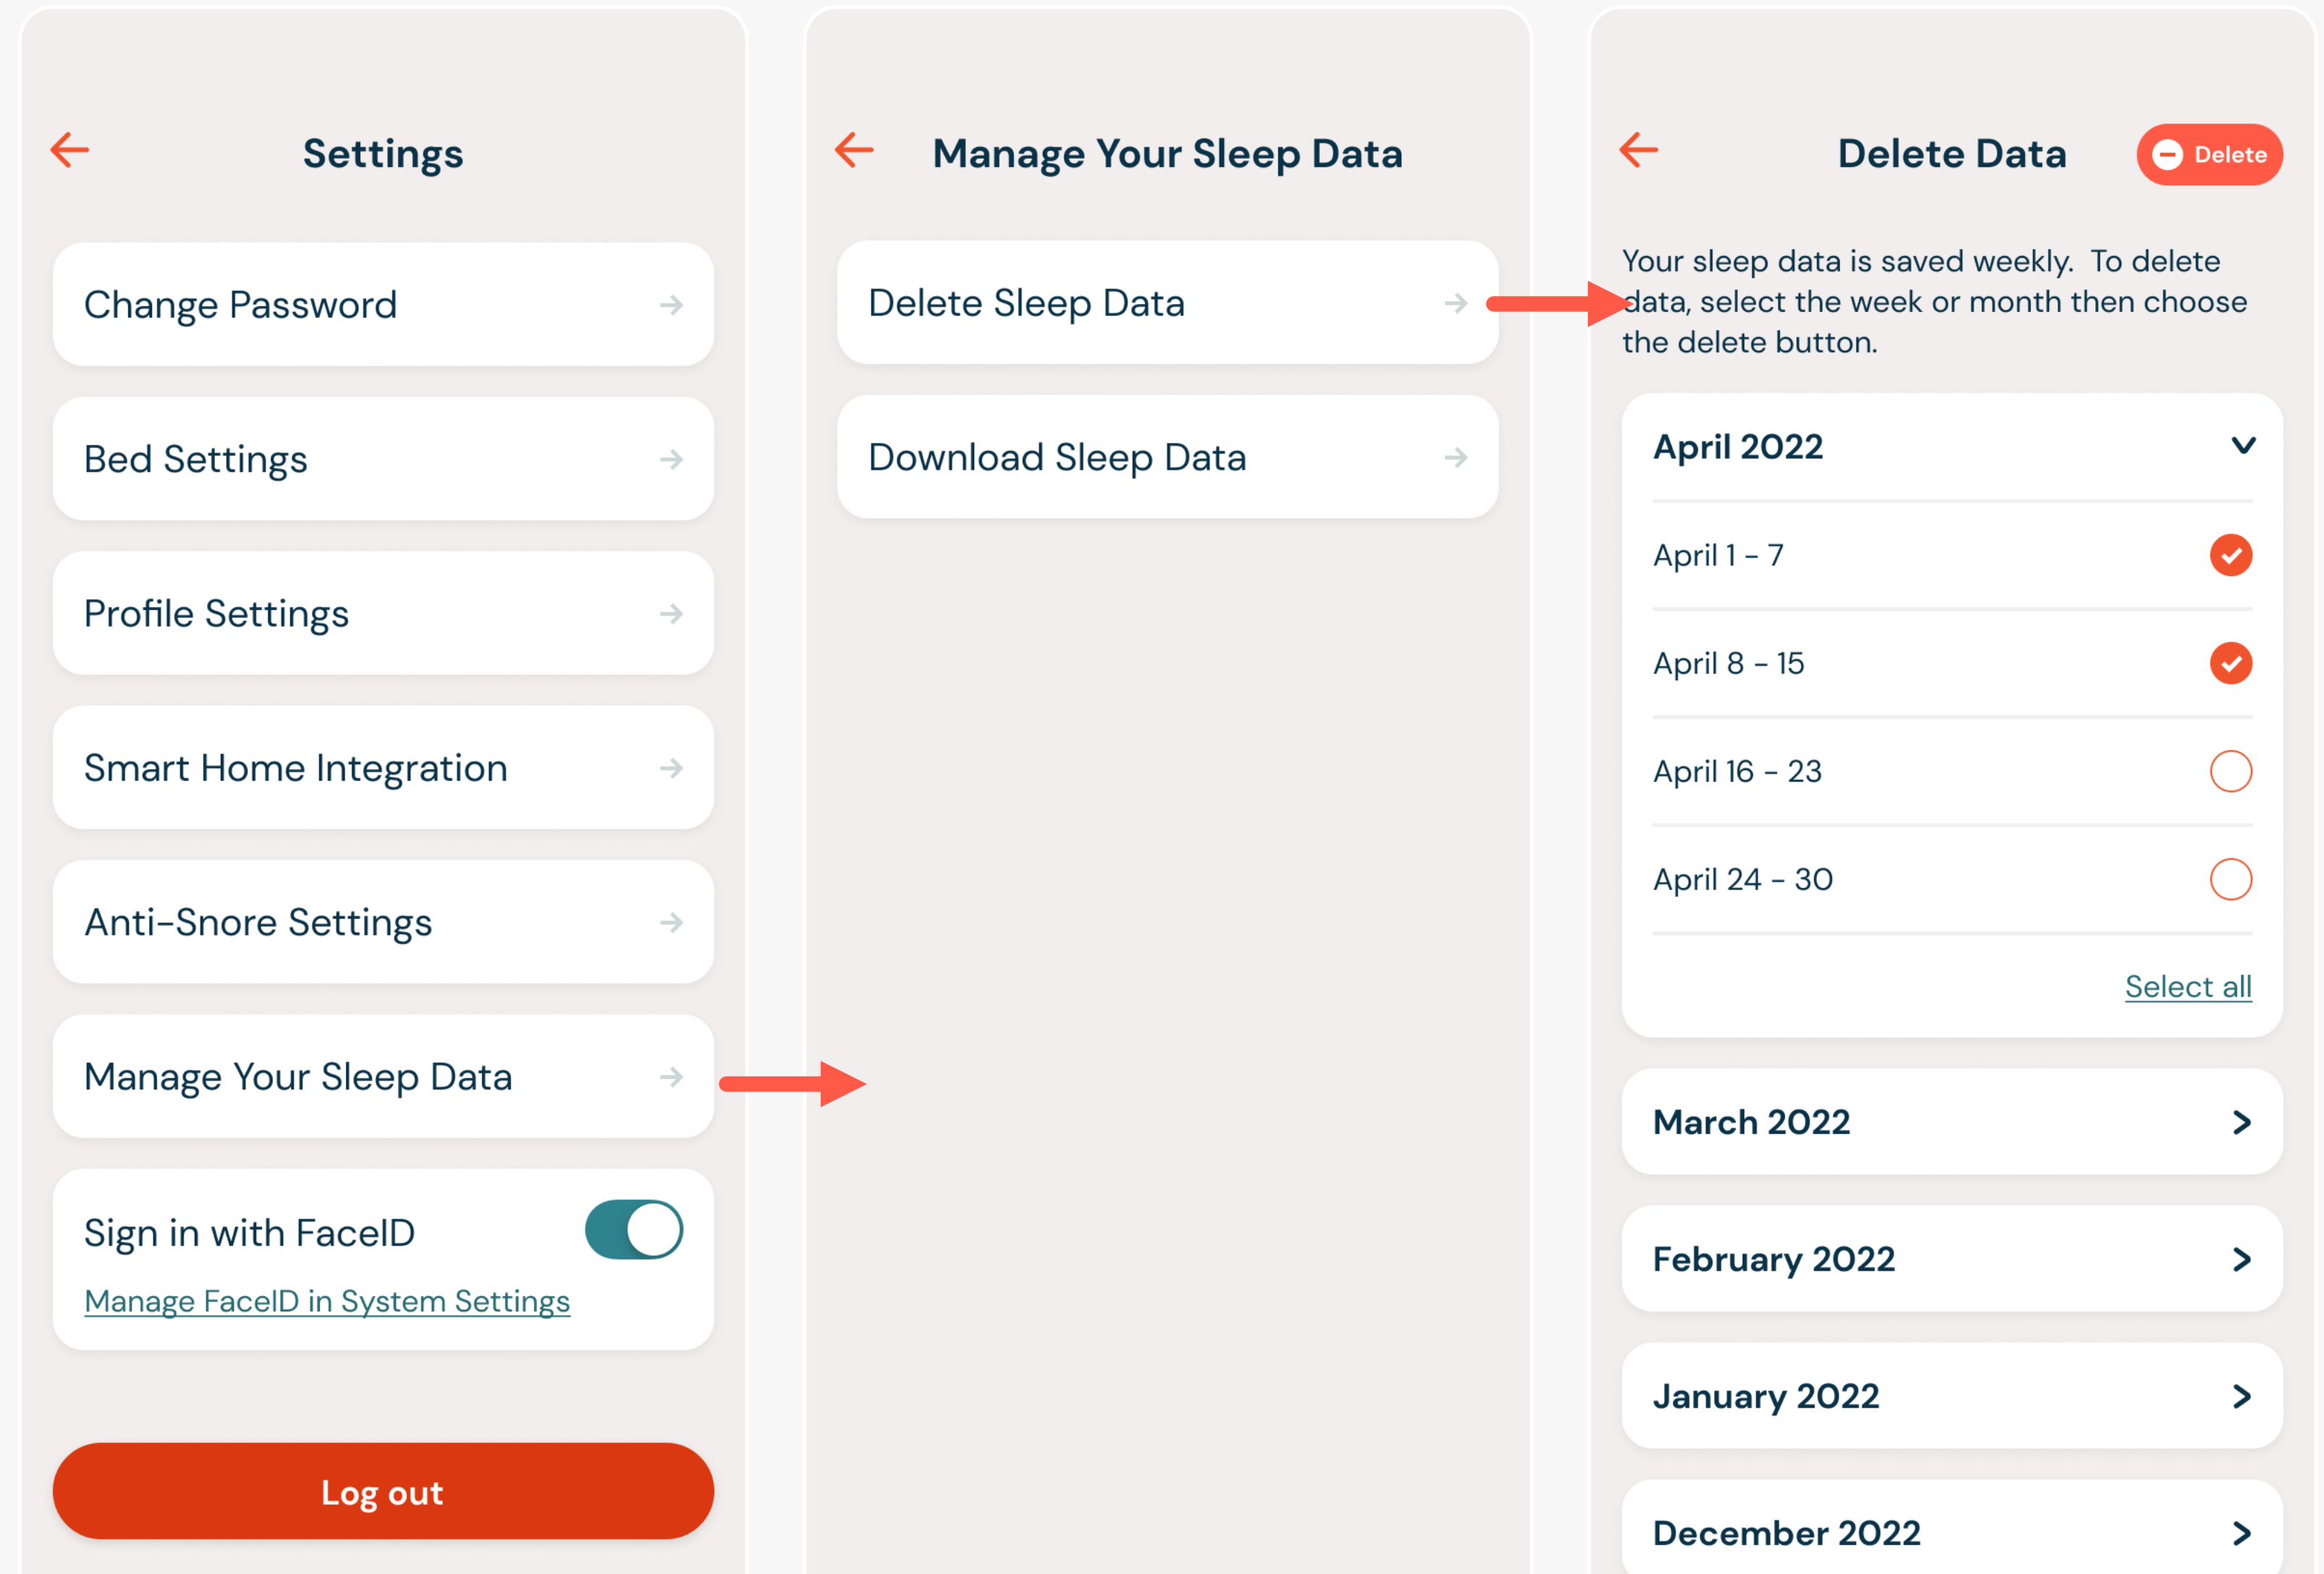 Settings
Change Password
Bed Settings
Profile Settings
Smart Home Integration
Anti-Snore Settings
Manage Your Sleep Data
Sign in with FaceID
Manage FaceID in System Settings
Log out
Manage Your Sleep Data
Delete Sleep Data
Download Sleep Data
Delete Data
Delete
Your sleep data is saved weekly.  To delete
data, select the week or month then choose
the delete button.
April 2022
April 1 - 7
April 8 - 15
April 16 - 23
April 24 - 30
Select all
March 2022
February 2022
January 2022
December 2022